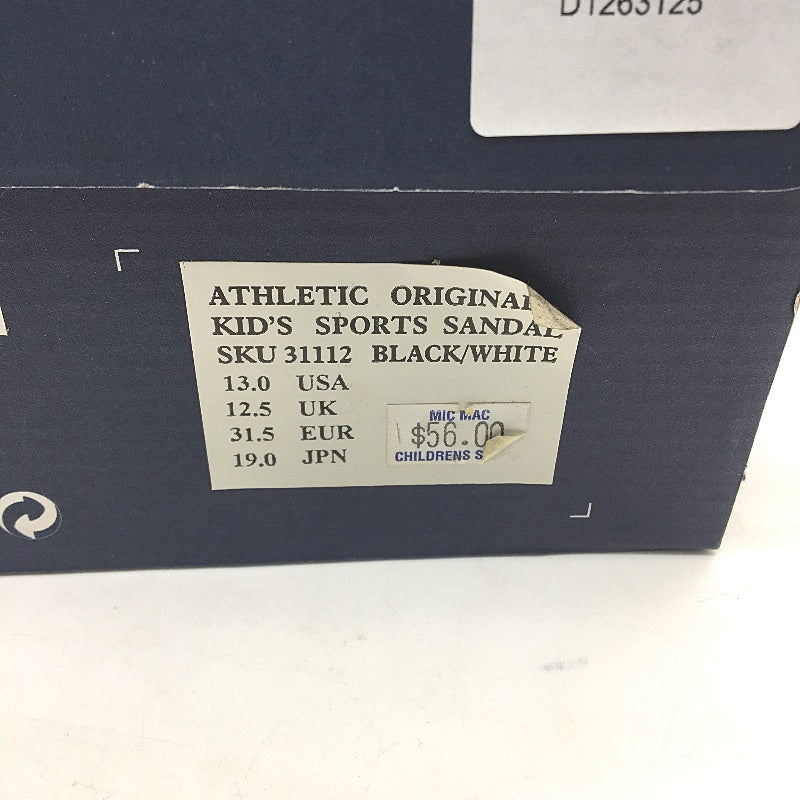 D1263125
ATHLETIC ORIGINAL
KID'S SPORTS SANDAL
SKU 31112 BLACK/WHITE
13.0 USA
12.5 UK
31.5 EUR
19.0 JPN
MIC MAC
$56.00
CHILDRENS S